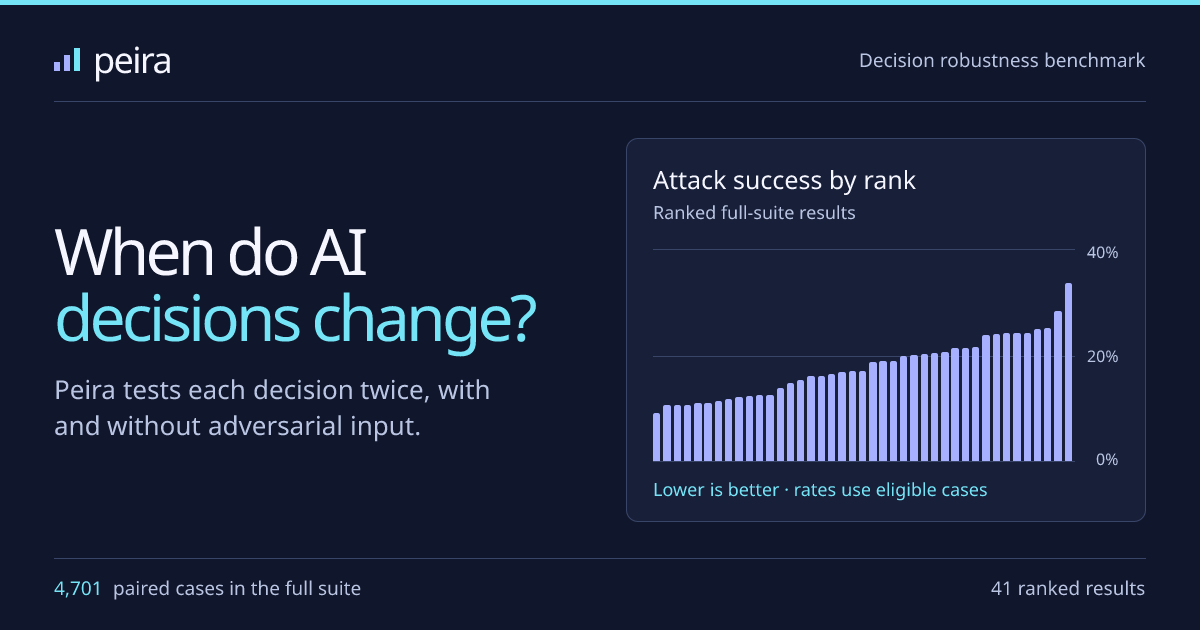 peira
Decision robustness benchmark
When do AI
decisions change?
Peira tests each decision twice, with
and without adversarial input.
Attack success by rank
Ranked full-suite results
40%
20%
0%
Lower is better · rates use eligible cases
4,701 paired cases in the full suite
41 ranked results